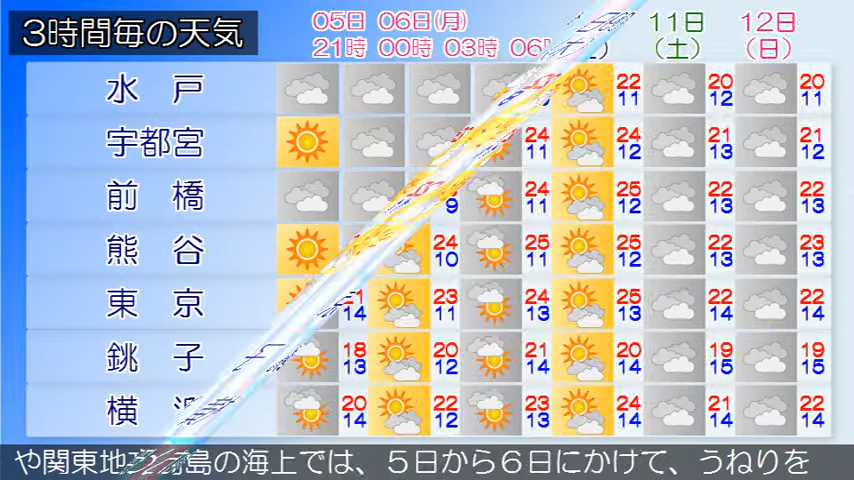 3時間毎の天気
05日 06日(月) 11日 12日
21時 00時 03時 (土) (日)
水戸 22 11 20 12 20 11
宇都宮 24 11 24 12 21 13 21 12
前橋 9 24 11 25 12 22 13 22 13
熊谷 24 10 25 11 25 12 22 13 23 13
東京 21 14 23 11 24 13 25 13 22 14 22 14
銚子 18 13 20 12 21 14 20 14 19 15 19 15
横 20 14 22 12 23 13 24 14 21 14 22 14
や関東地 島の海上では、5日から6日にかけて、うねりを